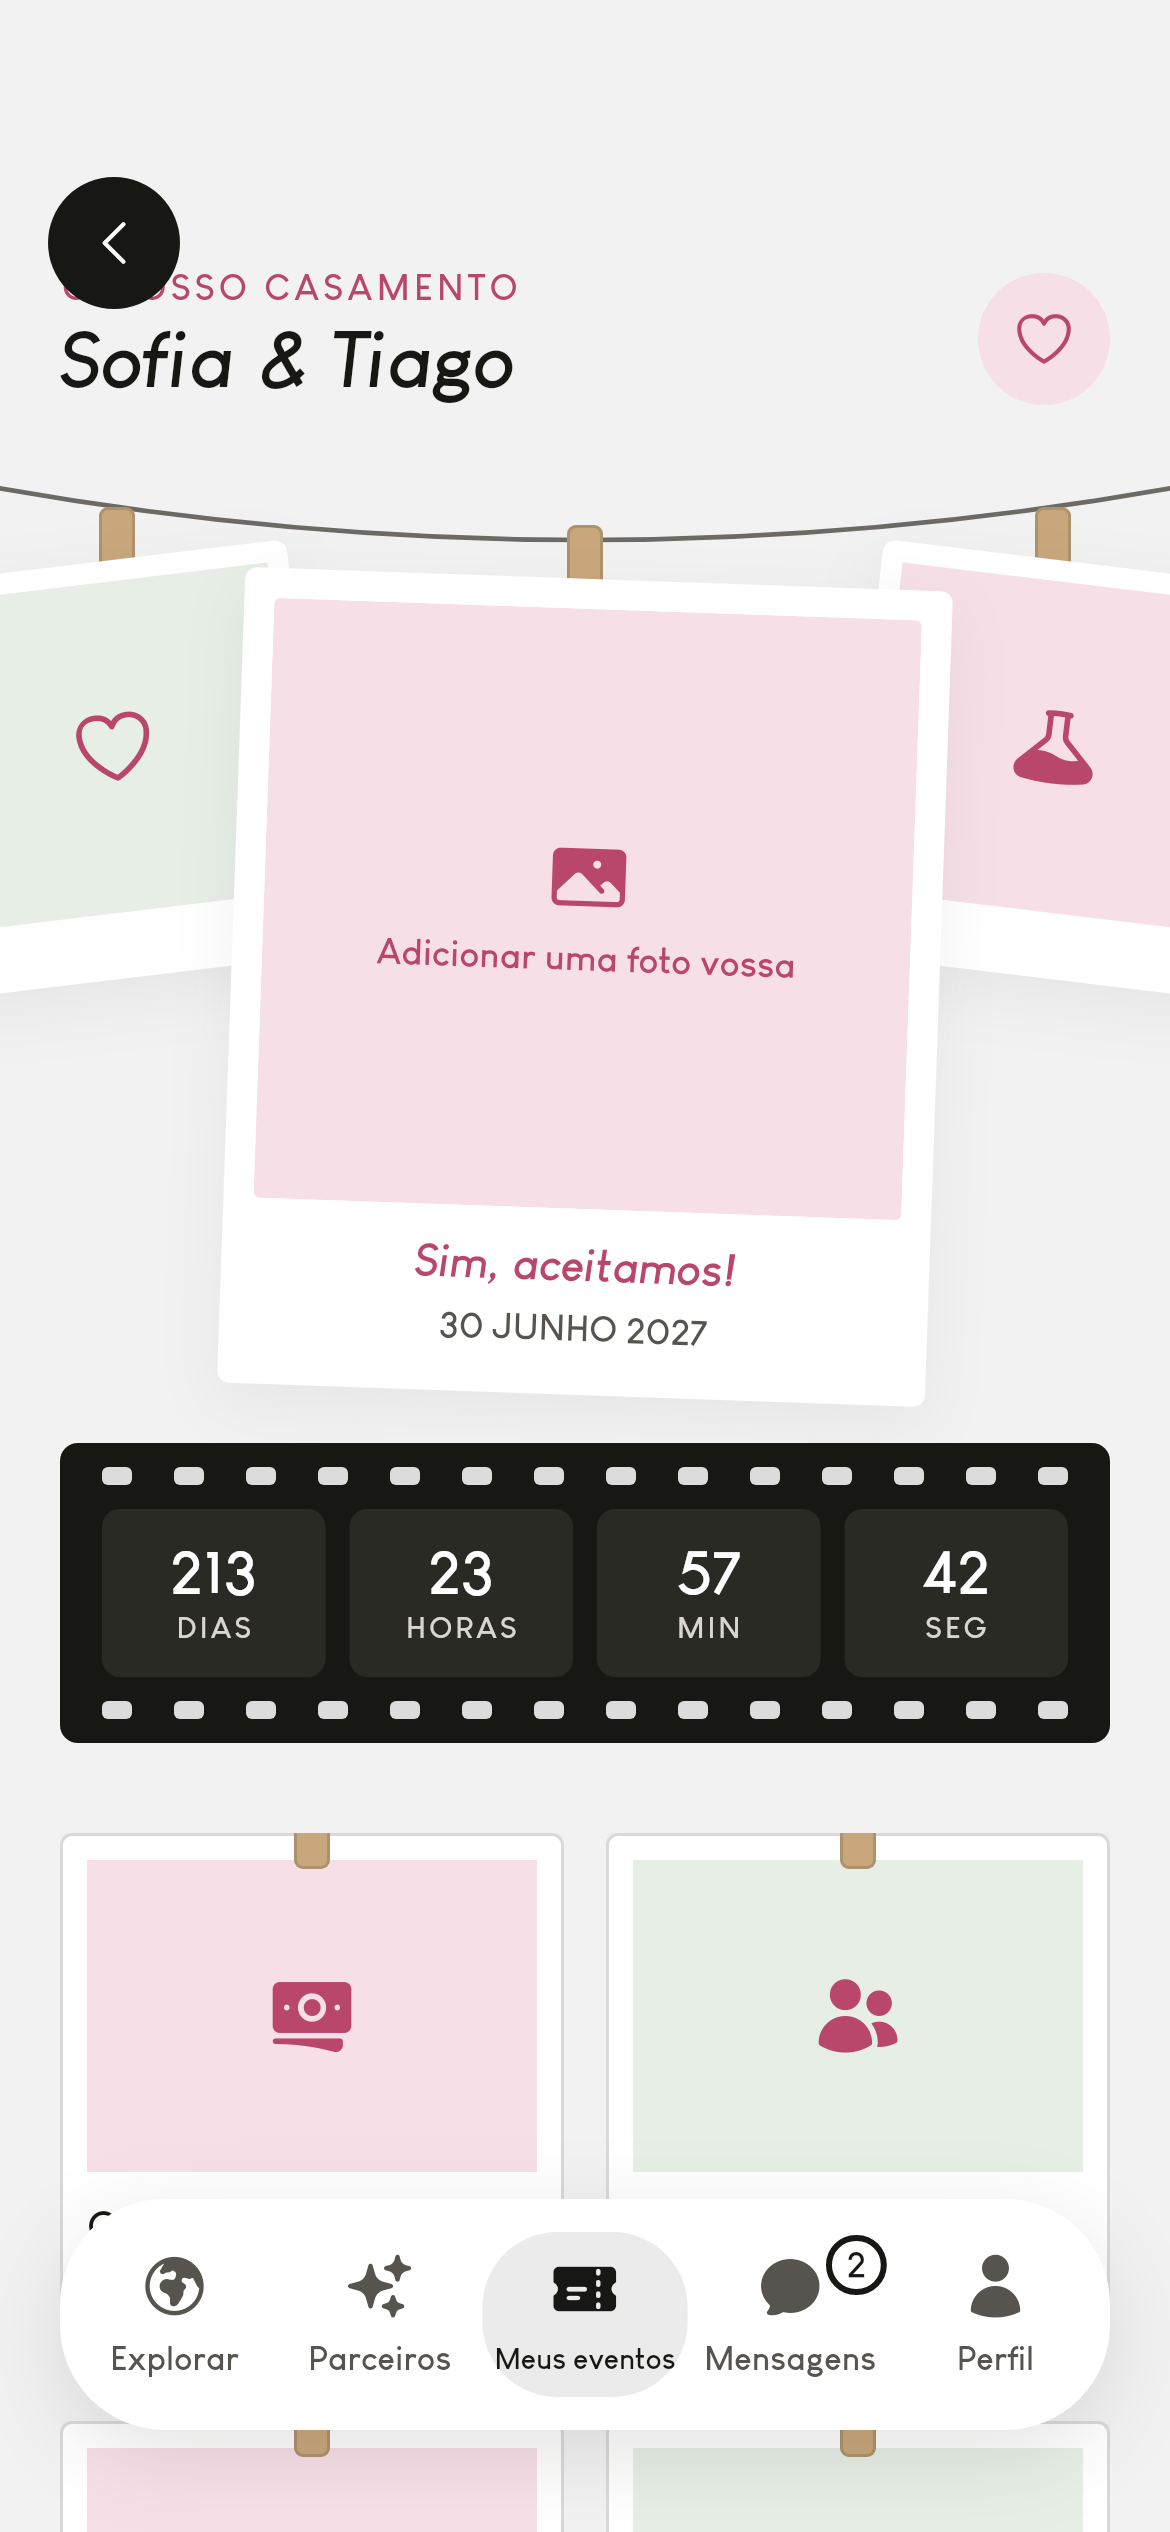 SSO CASAMENTO
Sofia & Tiago
Adicionar uma foto vossa
Sim, aceitamos!
30 JUNHO 2027
213
DIAS
23
HORAS
57
MIN
42
SEG
2
Explorar
Parceiros
Meus eventos
Mensagens
Perfil